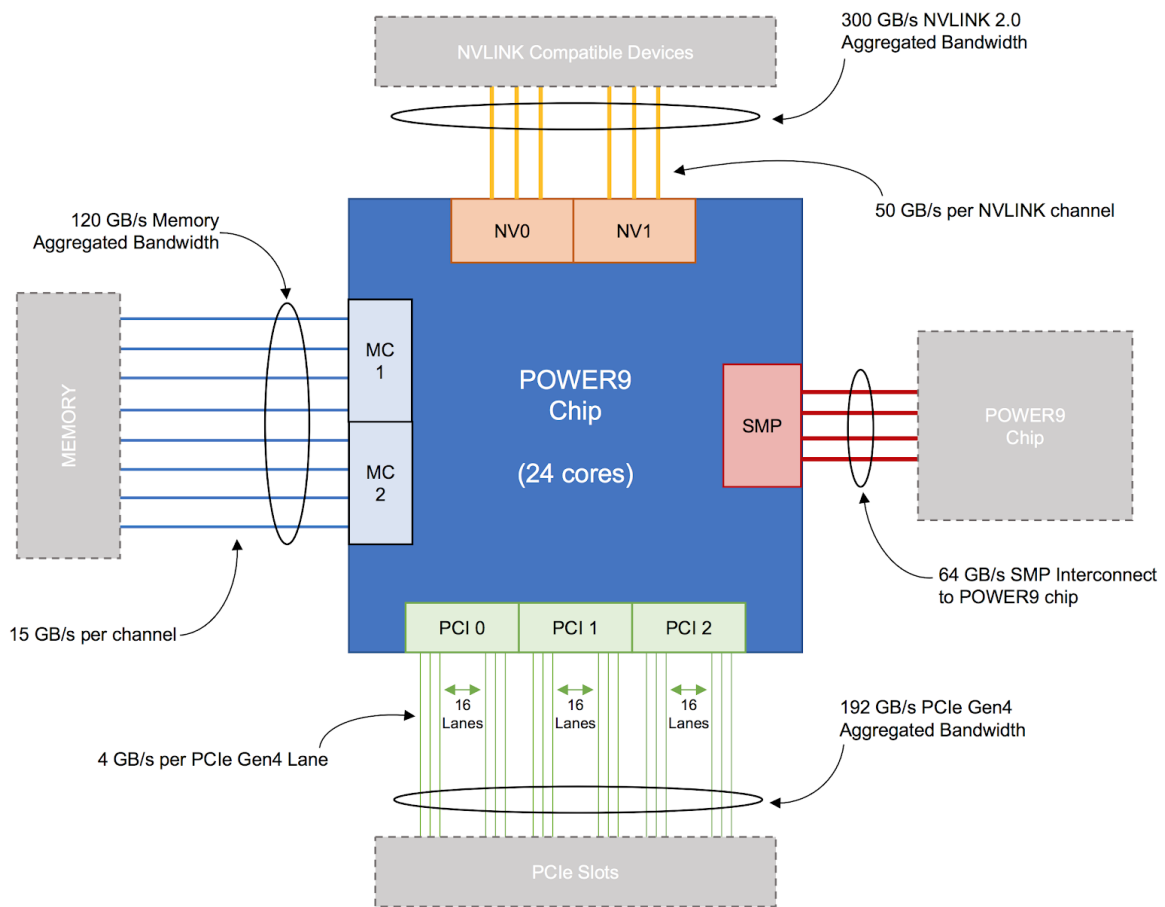 300 GB/s NVLINK 2.0
Aggregated Bandwidth
NVLINK Compatible Devices
50 GB/s per NVLINK channel
120 GB/s Memory
Aggregated Bandwidth
NV0
NV1
MEMORY
MC
1
MC
2
POWER9
Chip
(24 cores)
SMP
POWER9
Chip
64 GB/s SMP Interconnect
to POWER9 chip
15 GB/s per channel
PCI 0
PCI 1
PCI 2
16
Lanes
16
Lanes
16
Lanes
4 GB/s per PCIe Gen4 Lane
192 GB/s PCIe Gen4
Aggregated Bandwidth
PCIe Slots